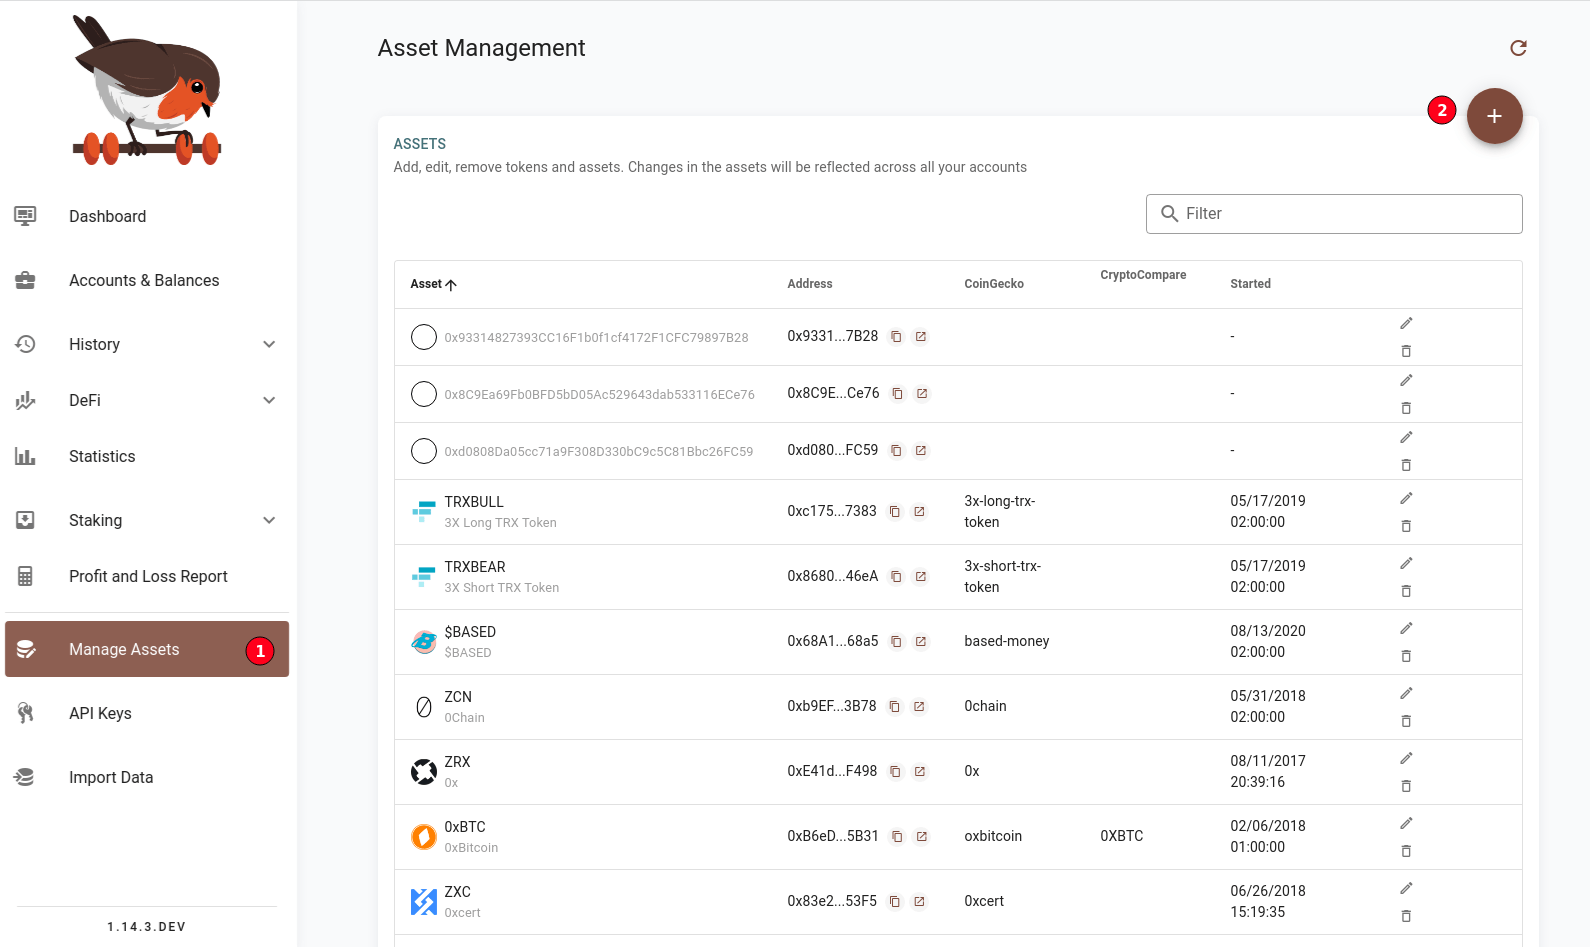 Asset Management
2
+
ASSETS
Add, edit, remove tokens and assets. Changes in the assets will be reflected across all your accounts
Filter
Dashboard
Accounts & Balances
History
DeFi
Statistics
Staking
Profit and Loss Report
Manage Assets 1
API Keys
Import Data
1.14.3.DEV
Asset Address CoinGecko CryptoCompare Started
0x93314827393CC16F1b0f1cf4172F1CFC79897B28 0x9331...7B28 -
0x8C9Ea69Fb0BFD5bD05Ac529643dab533116ECe76 0x8C9E...Ce76 -
0xd0808Da05cc71a9F308D330bC9c5C81Bbc26FC59 0xd080...FC59 -
TRXBULL
3X Long TRX Token
0xc175...7383
3x-long-trx-
token
05/17/2019
02:00:00
TRXBEAR
3X Short TRX Token
0x8680...46eA
3x-short-trx-
token
05/17/2019
02:00:00
$BASED
$BASED
0x68A1...68a5
based-money
08/13/2020
02:00:00
ZCN
0Chain
0xb9EF...3B78
0chain
05/31/2018
02:00:00
ZRX
0x
0xE41d...F498
0x
08/11/2017
20:39:16
0xBTC
0xBitcoin
0xB6eD...5B31
oxbitcoin
0XBTC
02/06/2018
01:00:00
ZXC
0xcert
0x83e2...53F5
0xcert
06/26/2018
15:19:35